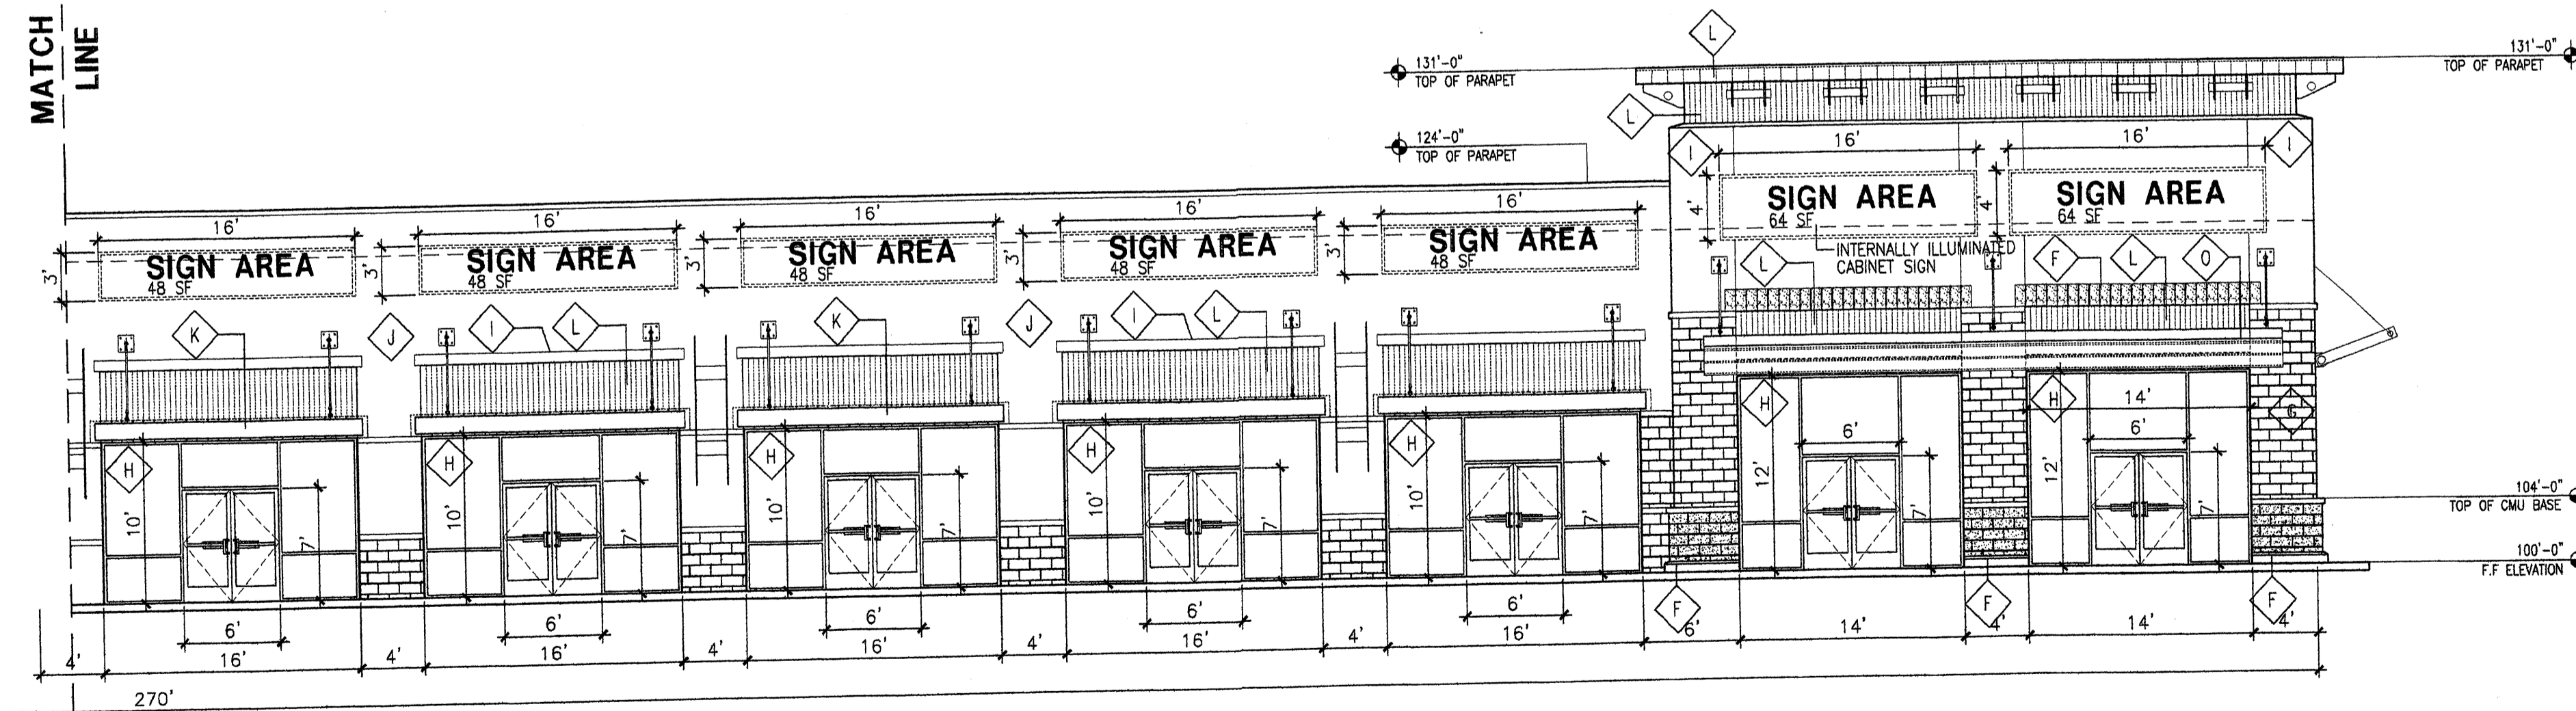 MATCH
LINE
L
131'-0"
TOP OF PARAPET
131'-0"
TOP OF PARAPET
L
124'-0"
TOP OF PARAPET
I
16'
16'
I
16'
16'
16'
16'
16'
4'
SIGN AREA
64 SF
4'
SIGN AREA
64 SF
3'
SIGN AREA
48 SF
3'
SIGN AREA
48 SF
3'
SIGN AREA
48 SF
3'
SIGN AREA
48 SF
3'
SIGN AREA
48 SF
INTERNALLY ILLUMINATED
CABINET SIGN
L
F
L
O
K
J
I
L
K
J
I
L
H
H
H
H
H
H
H
G
14'
6'
6'
10'
7'
10'
7'
10'
7'
10'
7'
10'
7'
12'
7'
12'
7'
104'-0"
TOP OF CMU BASE
100'-0"
F.F ELEVATION
F
F
F
6'
6'
6'
6'
6'
4'
16'
4'
16'
4'
16'
4'
16'
4'
16'
6'
14'
4'
14'
4'
270'